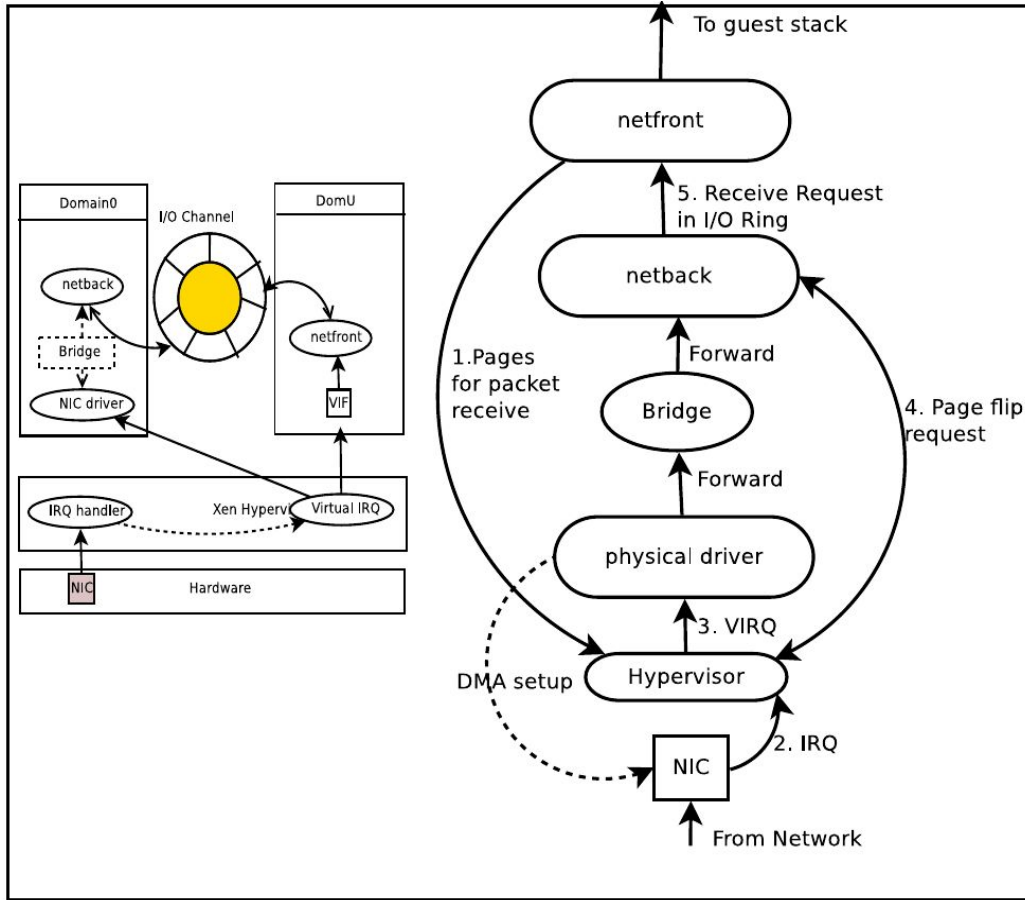 Domain0
I/O Channel
DomU
netback
Bridge
NIC driver
netfront
VIF
IRQ handler
Xen Hypervi
Virtual IRQ
NIC
Hardware
To guest stack
netfront
5. Receive Request
in I/O Ring
netback
1.Pages
for packet
receive
Forward
Bridge
4. Page flip
request
Forward
physical driver
3. VIRQ
DMA setup
Hypervisor
2. IRQ
NIC
From Network